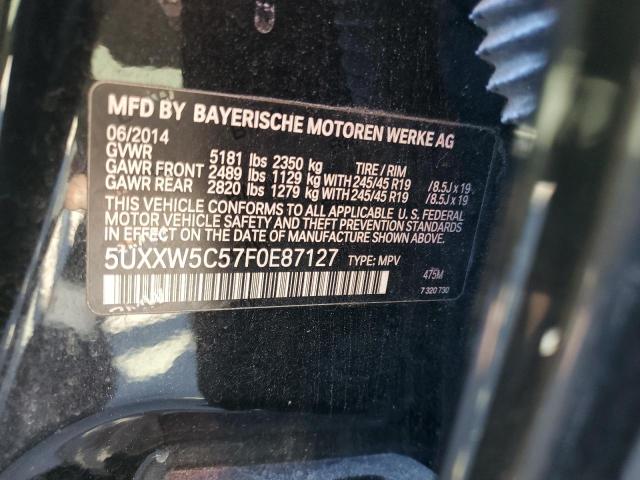 MFD BY BAYERISCHE MOTOREN WERKE AG
06/2014
GVWR 5181 lbs 2350 kg TIRE / RIM
GAWR FRONT 2489 lbs 1129 kg WITH 245/45 R19 /8.5J x 19
GAWR REAR 2820 lbs 1279 kg WITH 245/45 R19 /8.5J x 19
THIS VEHICLE CONFORMS TO ALL APPLICABLE U. S. FEDERAL
MOTOR VEHICLE SAFETY AND THEFT PREVENTION STANDARDS
IN EFFECT ON THE DATE OF MANUFACTURE SHOWN ABOVE.
5UXXW5C57F0E87127 TYPE: MPV
475M
7 320 730